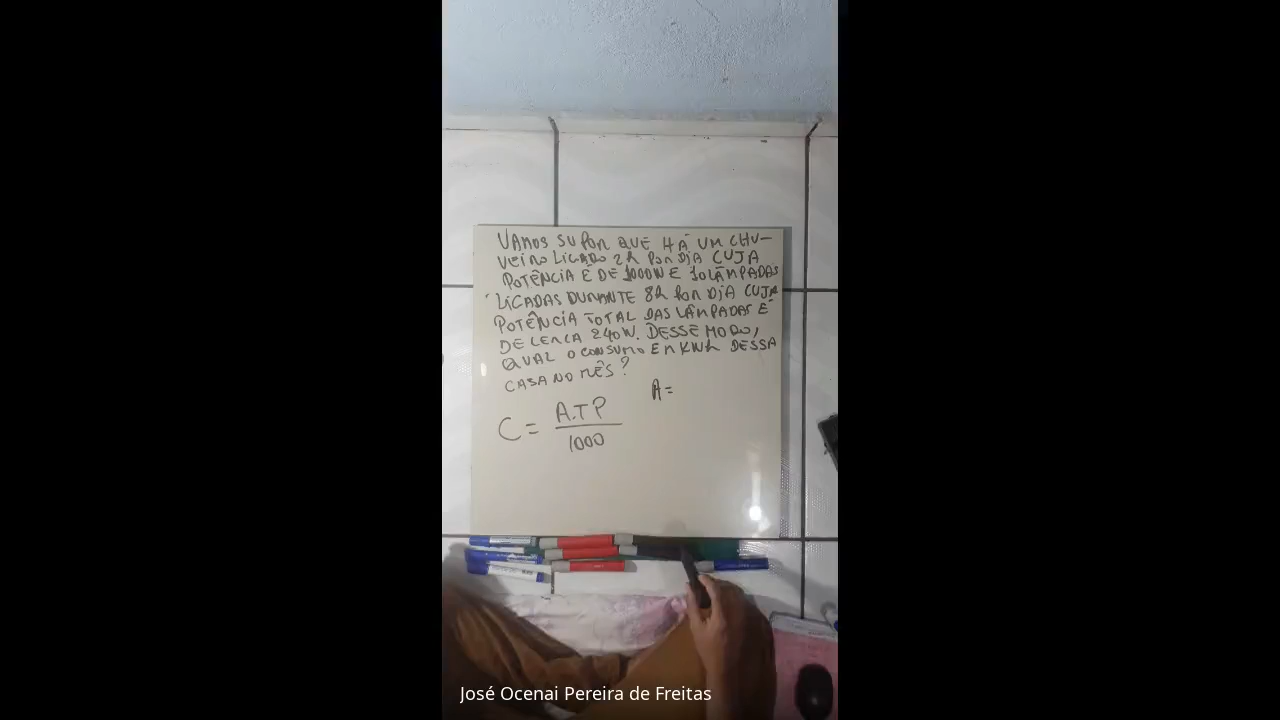 VAMOS SUPOR QUE HÁ UM CHU-
VEIRO LIGADO 2h POR DIA CUJA
POTÊNCIA É DE 1000W E 10 LÂMPADAS
LIGADAS DURANTE 8h POR DIA CUJA
POTÊNCIA TOTAL DAS LÂMPADAS É
DE CERCA 240W. DESSE MODO,
QUAL O CONSUMO EM KWh DESSA
CASA NO MÊS?
A=
C = A.T P
1000
José Ocenai Pereira de Freitas